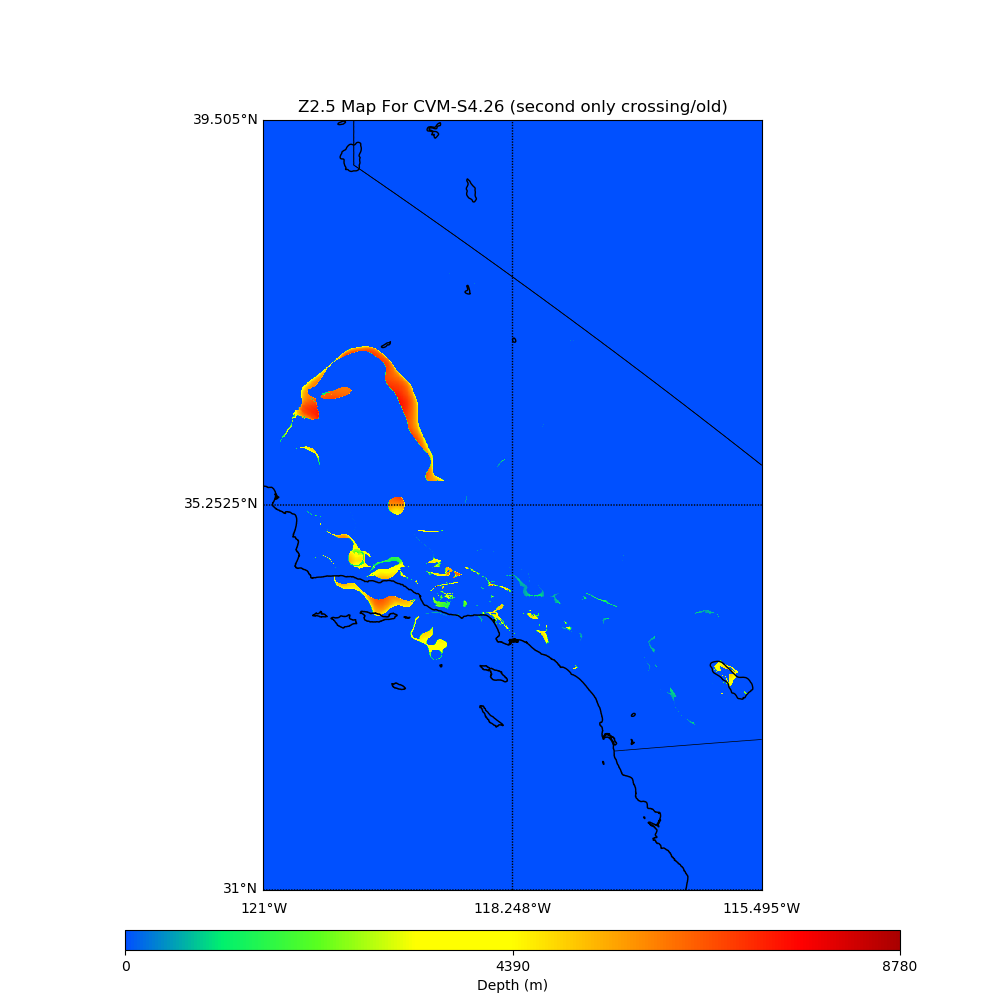 Z2.5 Map For CVM-S4.26 (second only crossing/old)
39.505°N
35.2525°N
31°N
121°W 118.248°W 115.495°W
0 4390 8780
Depth (m)